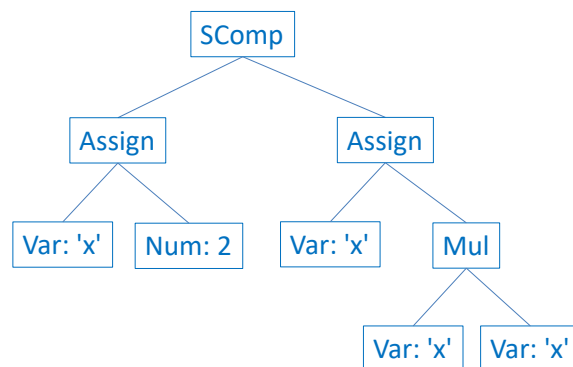 SComp
Assign
Assign
Var: 'x'
Num: 2
Var: 'x'
Mul
Var: 'x'
Var: 'x'